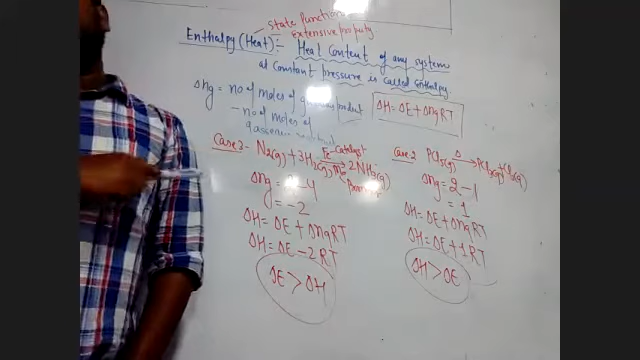 state function
extensive property
Enthalpy (Heat):- Heat Content of any system
at Constant pressure is called Enthalpy
Δng = no of moles of
- no of moles of
gaseous
ΔH = ΔE + ΔngRT
Case 3 - N2(g) + 3H2(g) Fe-Catalyst 2NH3(g)
Δng = 2-4
= -2
ΔH = ΔE + ΔngRT
ΔH = ΔE - 2RT
ΔE > ΔH
Case 2 PCl5(g) Δ → PCl3(g) + Cl2(g)
Δng = 2-1
= 1
ΔH = ΔE + ΔngRT
ΔH = ΔE + 1RT
ΔH > ΔE